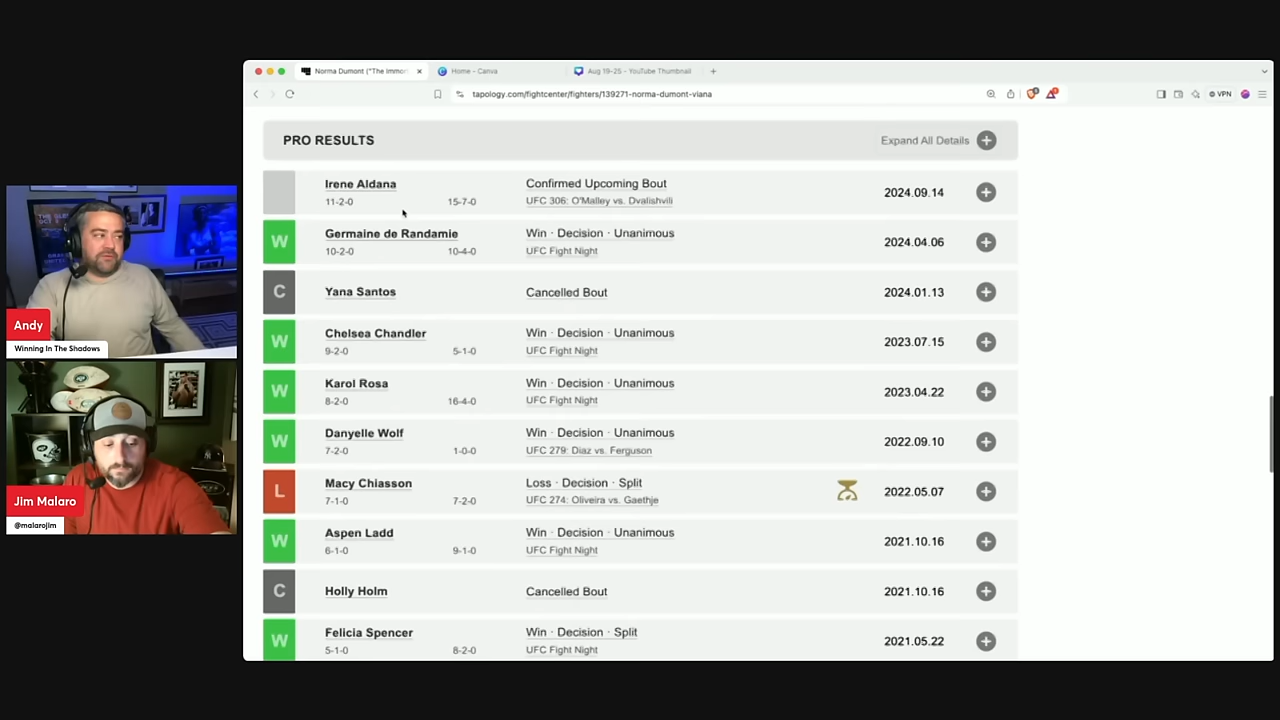 Norma Dumont ("The Immor
Home - Canva
Aug 19-25 - YouTube Thumbnail
tapology.com/fightcenter/fighters/139271-norma-dumont-viana
VPN
PRO RESULTS
Expand All Details
Irene Aldana
Confirmed Upcoming Bout
2024.09.14
11-2-0
15-7-0
UFC 306: O'Malley vs. Dvalishvili
W
Germaine de Randamie
Win · Decision · Unanimous
2024.04.06
10-2-0
10-4-0
UFC Fight Night
C
Yana Santos
Cancelled Bout
2024.01.13
W
Chelsea Chandler
Win · Decision · Unanimous
2023.07.15
9-2-0
5-1-0
UFC Fight Night
W
Karol Rosa
Win · Decision · Unanimous
2023.04.22
8-2-0
16-4-0
UFC Fight Night
W
Danyelle Wolf
Win · Decision · Unanimous
2022.09.10
7-2-0
1-0-0
UFC 279: Diaz vs. Ferguson
L
Macy Chiasson
Loss · Decision · Split
2022.05.07
7-1-0
7-2-0
UFC 274: Oliveira vs. Gaethje
W
Aspen Ladd
Win · Decision · Unanimous
2021.10.16
6-1-0
9-1-0
UFC Fight Night
C
Holly Holm
Cancelled Bout
2021.10.16
W
Felicia Spencer
Win · Decision · Split
2021.05.22
5-1-0
8-2-0
UFC Fight Night
Andy
Winning In The Shadows
Jim Malaro
@malarojim